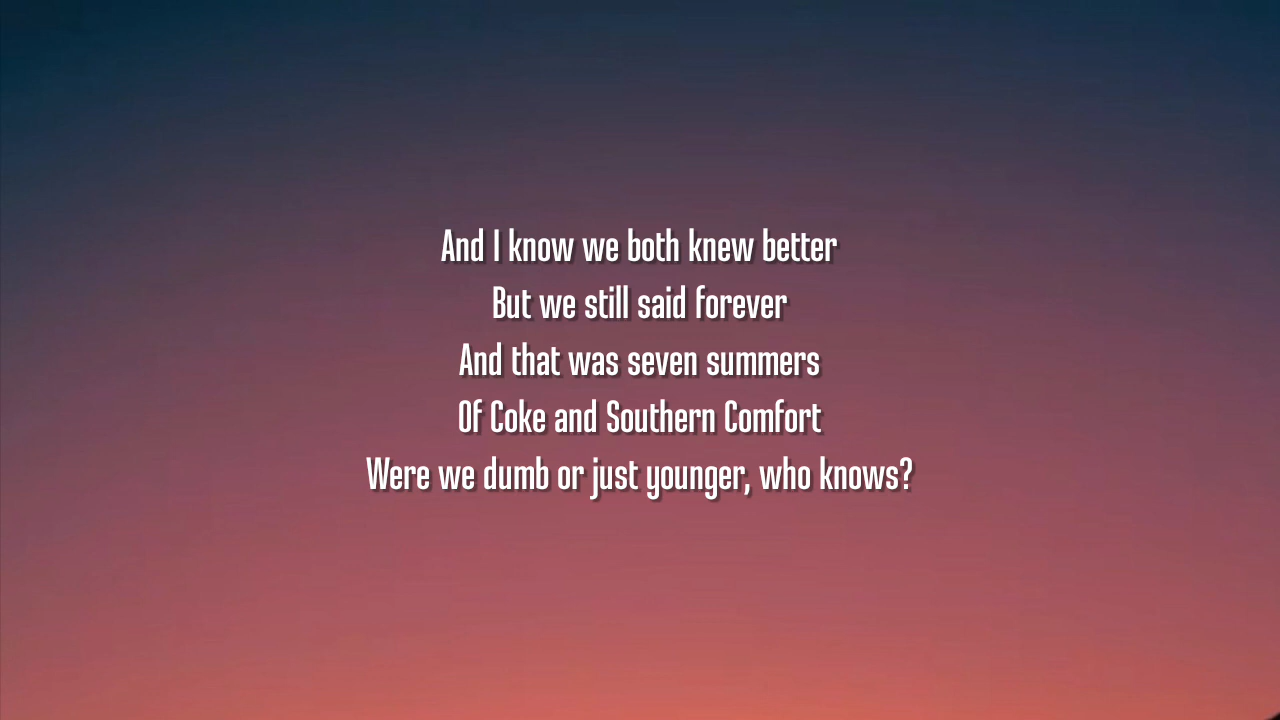 And I know we both knew better
But we still said forever
And that was seven summers
Of Coke and Southern Comfort
Were we dumb or just younger, who knows?